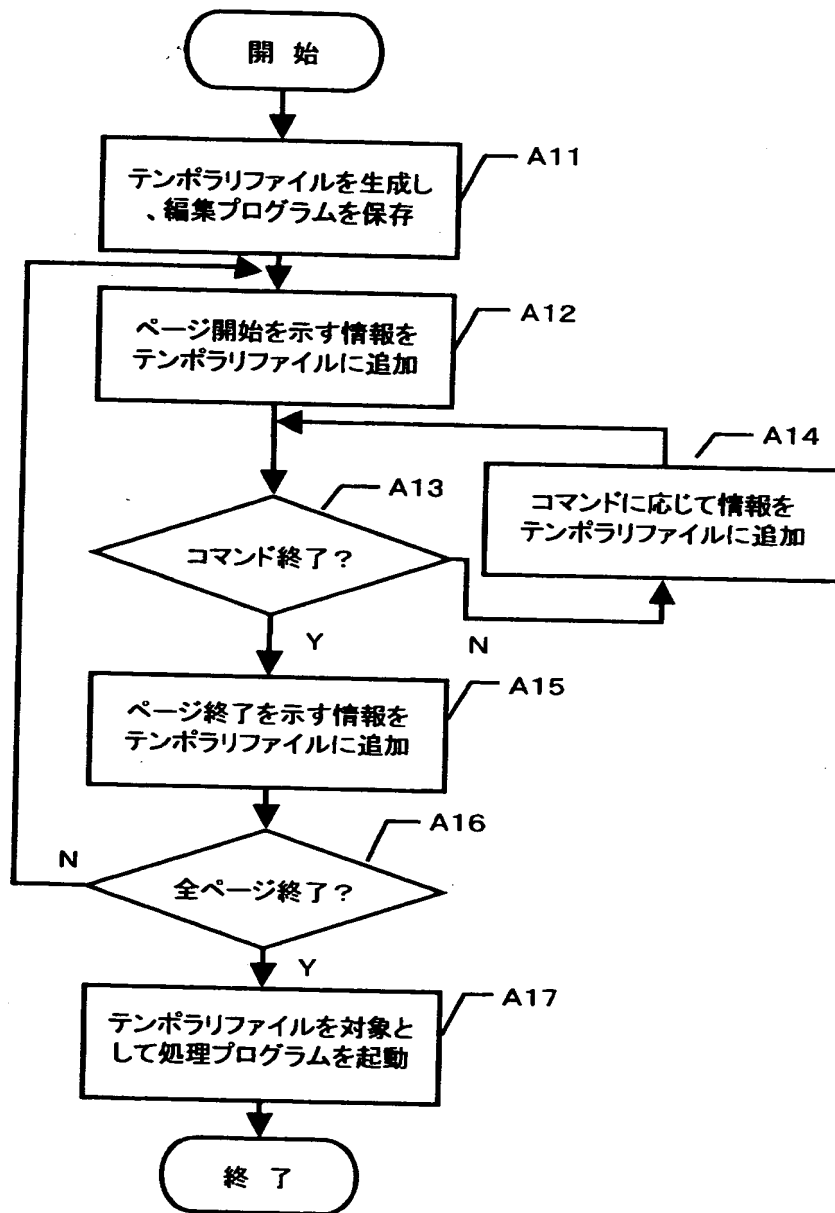 開 始
A11
テンポラリファイルを生成し
、編集プログラムを保存
A12
ページ開始を示す情報を
テンポラリファイルに追加
A14
コマンドに応じて情報を
テンポラリファイルに追加
A13
コマンド終了?
Y
N
A15
ページ終了を示す情報を
テンポラリファイルに追加
A16
N
全ページ終了?
Y
A17
テンポラリファイルを対象と
して処理プログラムを起動
終 了